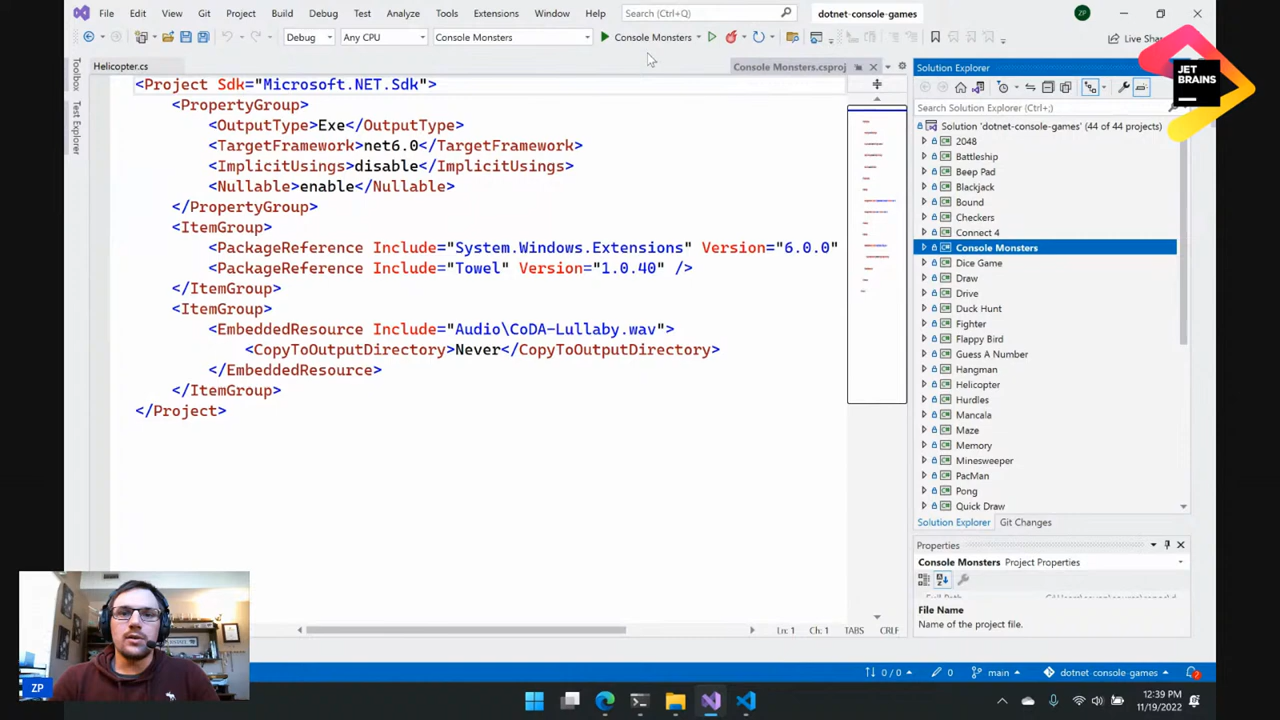 File Edit View Git Project Build Debug Test Analyze Tools Extensions Window Help Search (Ctrl+Q) dotnet-console-games ZP
Debug Any CPU Console Monsters Console Monsters Live Share
JET
BRAINS
Toolbox
Test Explorer
Helicopter.cs Console Monsters.csproj
<Project Sdk="Microsoft.NET.Sdk">
<PropertyGroup>
<OutputType>Exe</OutputType>
<TargetFramework>net6.0</TargetFramework>
<ImplicitUsings>disable</ImplicitUsings>
<Nullable>enable</Nullable>
</PropertyGroup>
<ItemGroup>
<PackageReference Include="System.Windows.Extensions" Version="6.0.0"
<PackageReference Include="Towel" Version="1.0.40" />
</ItemGroup>
<ItemGroup>
<EmbeddedResource Include="Audio\CoDA-Lullaby.wav">
<CopyToOutputDirectory>Never</CopyToOutputDirectory>
</EmbeddedResource>
</ItemGroup>
</Project>
Ln: 1 Ch: 1 TABS CRLF
Solution Explorer
Search Solution Explorer (Ctrl+;)
Solution 'dotnet-console-games' (44 of 44 projects)
2048
Battleship
Beep Pad
Blackjack
Bound
Checkers
Connect 4
Console Monsters
Dice Game
Draw
Drive
Duck Hunt
Fighter
Flappy Bird
Guess A Number
Hangman
Helicopter
Hurdles
Mancala
Maze
Memory
Minesweeper
PacMan
Pong
Quick Draw
Solution Explorer Git Changes
Properties
Console Monsters Project Properties
File Name
Name of the project file.
0 / 0 0 main dotnet-console-games 2
ZP
12:39 PM
11/19/2022